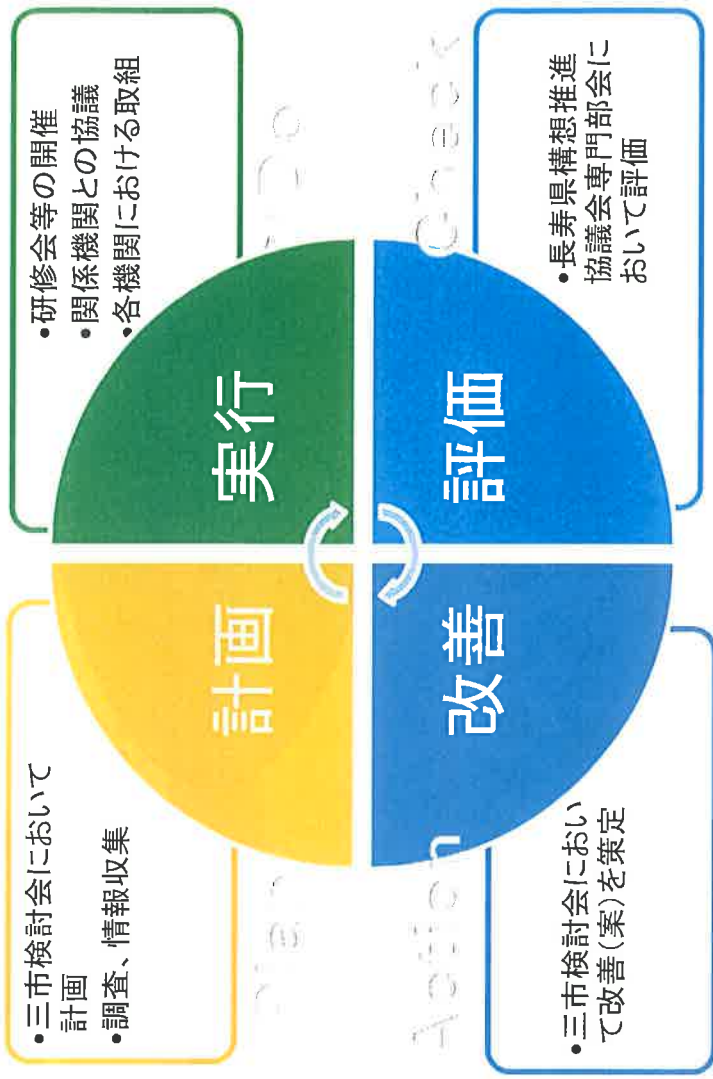 •三市検討会において
計画
•調査、情報収集
Plan
計画
•研修会等の開催
•関係機関との協議
•各機関における取組
Do
実行
•長寿県構想推進
協議会専門部会に
おいて評価
Check
評価
•三市検討会におい
て改善(案)を策定
Action
改善